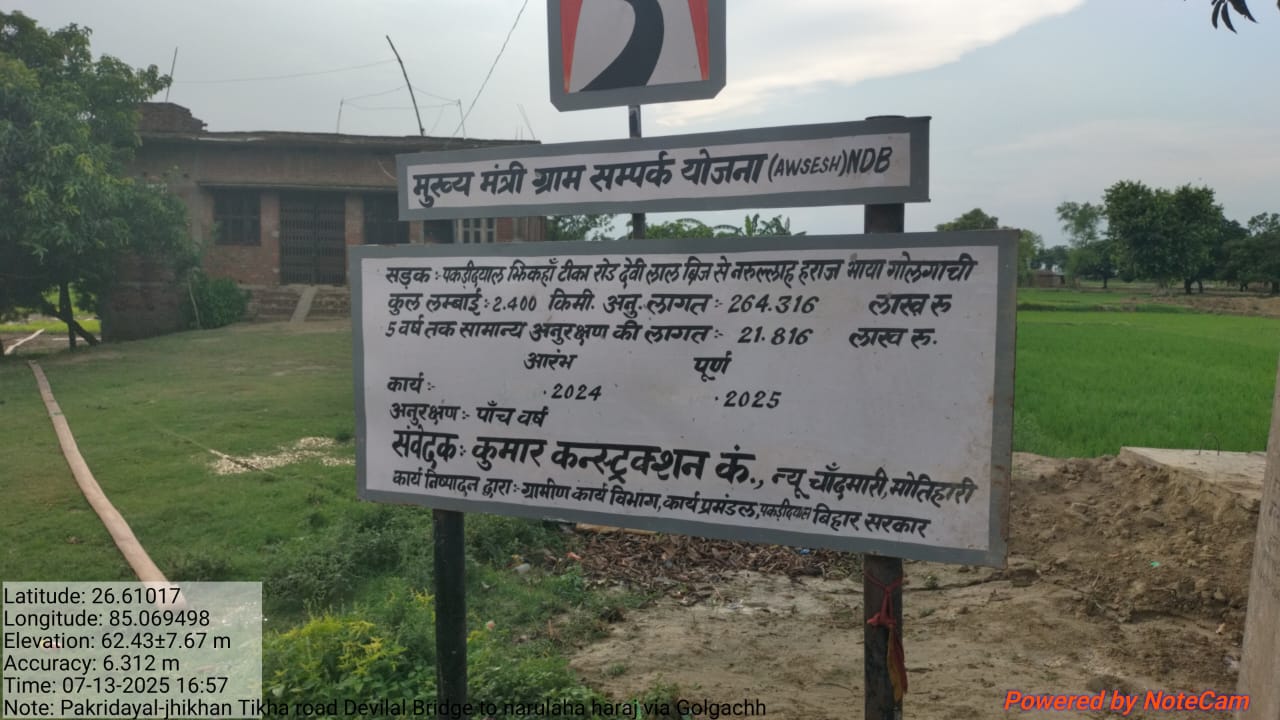 मुख्य मंत्री ग्राम सम्पर्क योजना (AWSESH) NDB
सड़क :- पकड़ीदयाल झिकहाँ टीका रोड देवी लाल ब्रिज से नरुल्लाह हराज भाया गोलगाची
कुल लम्बाई :- 2.400 किमी. अनु. लागत :- 264.316 लाख रु
5 वर्ष तक सामान्य अनुरक्षण की लागत :- 21.816 लाख रु.
आरंभ पूर्ण
कार्य :- .2024 .2025
अनुरक्षण :- पाँच वर्ष
संवेदक :- कुमार कन्स्ट्रक्शन कं., न्यू चाँदमारी, मोतिहारी
कार्य निष्पादन द्वारा :- ग्रामीण कार्य विभाग, कार्य प्रमंडल, पकड़ीदयाल बिहार सरकार
Latitude: 26.61017
Longitude: 85.069498
Elevation: 62.43±7.67 m
Accuracy: 6.312 m
Time: 07-13-2025 16:57
Note: Pakridayal-jhikhan Tikha road Devilal Bridge to narulaha haraj via Golgachh
Powered by NoteCam